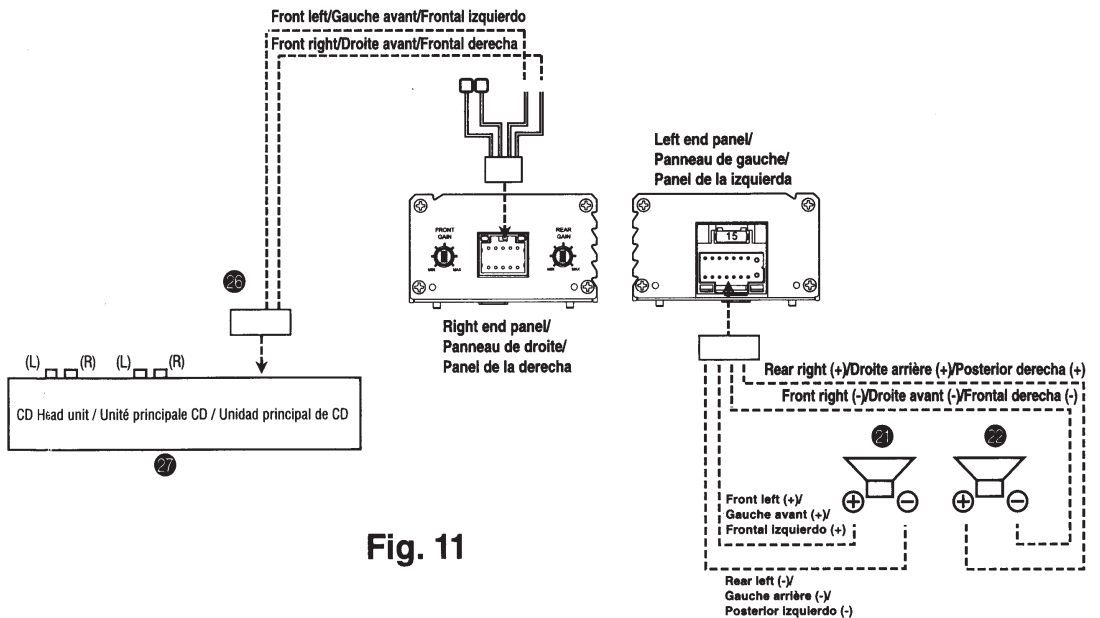 Front left/Gauche avant/Frontal izquierdo
Front right/Droite avant/Frontal derecha
Left end panel/
Panneau de gauche/
Panel de la izquierda
FRONT
GAIN
MIN MAX
REAR
GAIN
MIN MAX
15
26
Right end panel/
Panneau de droite/
Panel de la derecha
(L) (R) (L) (R)
CD Head unit / Unité principale CD / Unidad principal de CD
27
Rear right (+)/Droite arrière (+)/Posterior derecha (+)
Front right (-)/Droite avant (-)/Frontal derecha (-)
21
22
+ − + −
Front left (+)/
Gauche avant (+)/
Frontal izquierdo (+)
Fig. 11
Rear left (-)/
Gauche arrière (-)/
Posterior izquierdo (-)